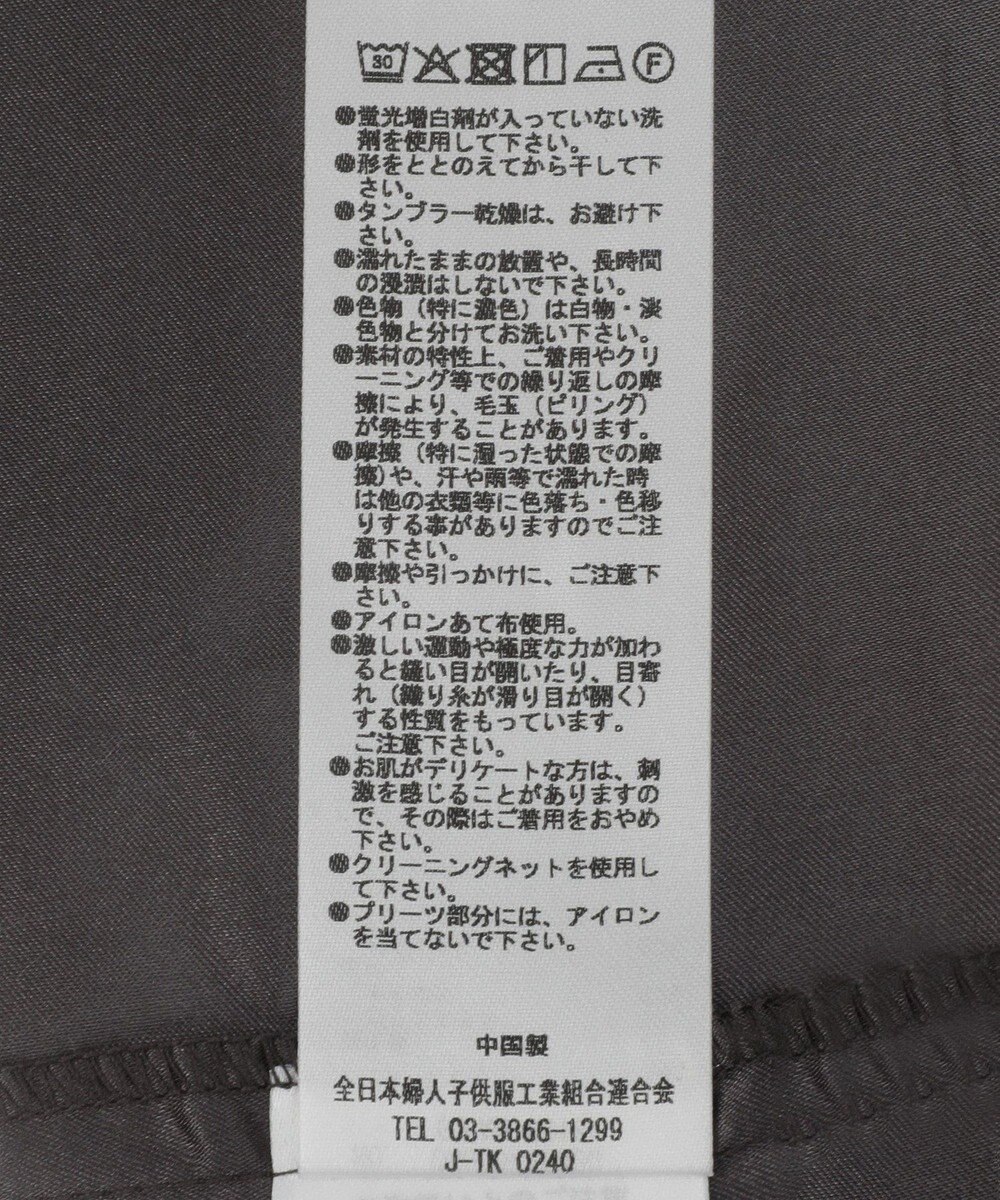 30 F
●蛍光増白剤が入っていない洗
剤を使用して下さい。
●形をととのえてから干して下
さい。
●タンブラー乾燥は、お避け下
さい。
●濡れたままの放置や、長時間
の浸漬はしないで下さい。
●色物（特に濃色）は白物・淡
色物と分けてお洗い下さい。
●素材の特性上、ご着用やクリ
ーニング等での繰り返しの摩
擦により、毛玉（ピリング）
が発生することがあります。
●摩擦（特に湿った状態での摩
擦）や、汗や雨等で濡れた時
は他の衣類等に色落ち・色移
りする事がありますのでご注
意下さい。
●摩擦や引っかけに、ご注意下
さい。
●アイロンあて布使用。
●激しい運動や極度な力が加わ
ると縫い目が開いたり、目寄
れ（織り糸が滑り目が開く）
する性質をもっています。
ご注意下さい。
●お肌がデリケートな方は、刺
激を感じることがありますの
で、その際はご着用をおやめ
下さい。
●クリーニングネットを使用し
て下さい。
●プリーツ部分には、アイロン
を当てないで下さい。
中国製
全日本婦人子供服工業組合連合会
TEL 03-3866-1299
J-TK 0240